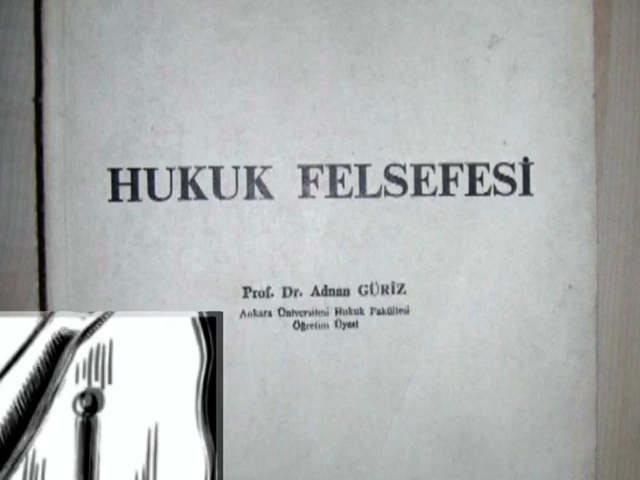 HUKUK FELSEFESİ
Prof. Dr. Adnan GÜRİZ
Ankara Üniversitesi Hukuk Fakültesi
Öğretim Üyesi